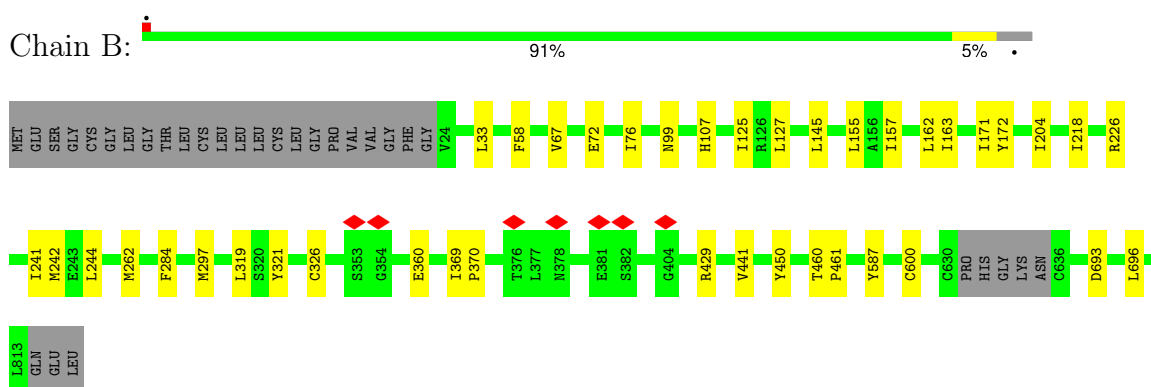 Chain B:
91% 5%
MET GLU SER GLY CYS GLY LEU GLY THR LEU CYS LEU LEU LEU CYS LEU GLY PRO VAL VAL GLY PHE GLY V24 L33 F58 V67 E72 I76 N99 H107 I125 R126 L127 L145 L155 A156 I157 L162 I163 I171 Y172 I204 I218 R226
I241 M242 E243 L244 M262 F284 M297 L319 S320 Y321 C326 S353 G354 E360 I369 P370 T376 L377 N378 E381 S382 G404 R429 V441 Y450 T460 P461 Y587 C600 C630 PRO HIS GLY LYS ASN C636 D693 L696
L813 GLN GLU LEU